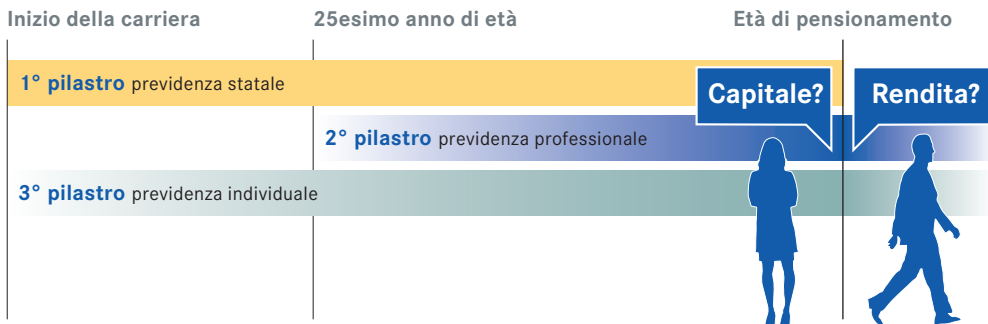 Inizio della carriera 25esimo anno di età Età di pensionamento
1° pilastro previdenza statale
Capitale? Rendita?
2° pilastro previdenza professionale
3° pilastro previdenza individuale